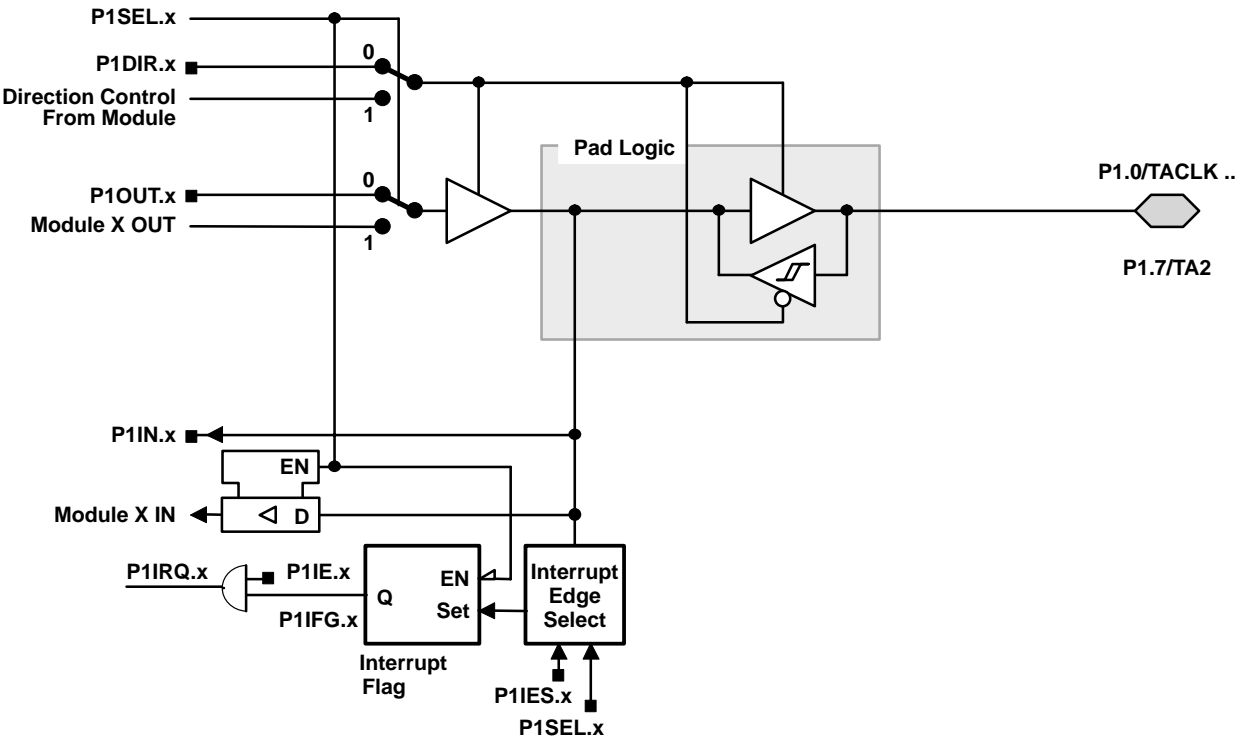 P1SEL.x
P1DIR.x
0
Direction Control
From Module
1
Pad Logic
P1OUT.x
0
Module X OUT
1
P1.0/TACLK ..
P1.7/TA2
P1IN.x
EN
Module X IN
D
P1IRQ.x
P1IE.x
P1IFG.x
Q
EN
Set
Interrupt
Edge
Select
Interrupt
Flag
P1IES.x
P1SEL.x